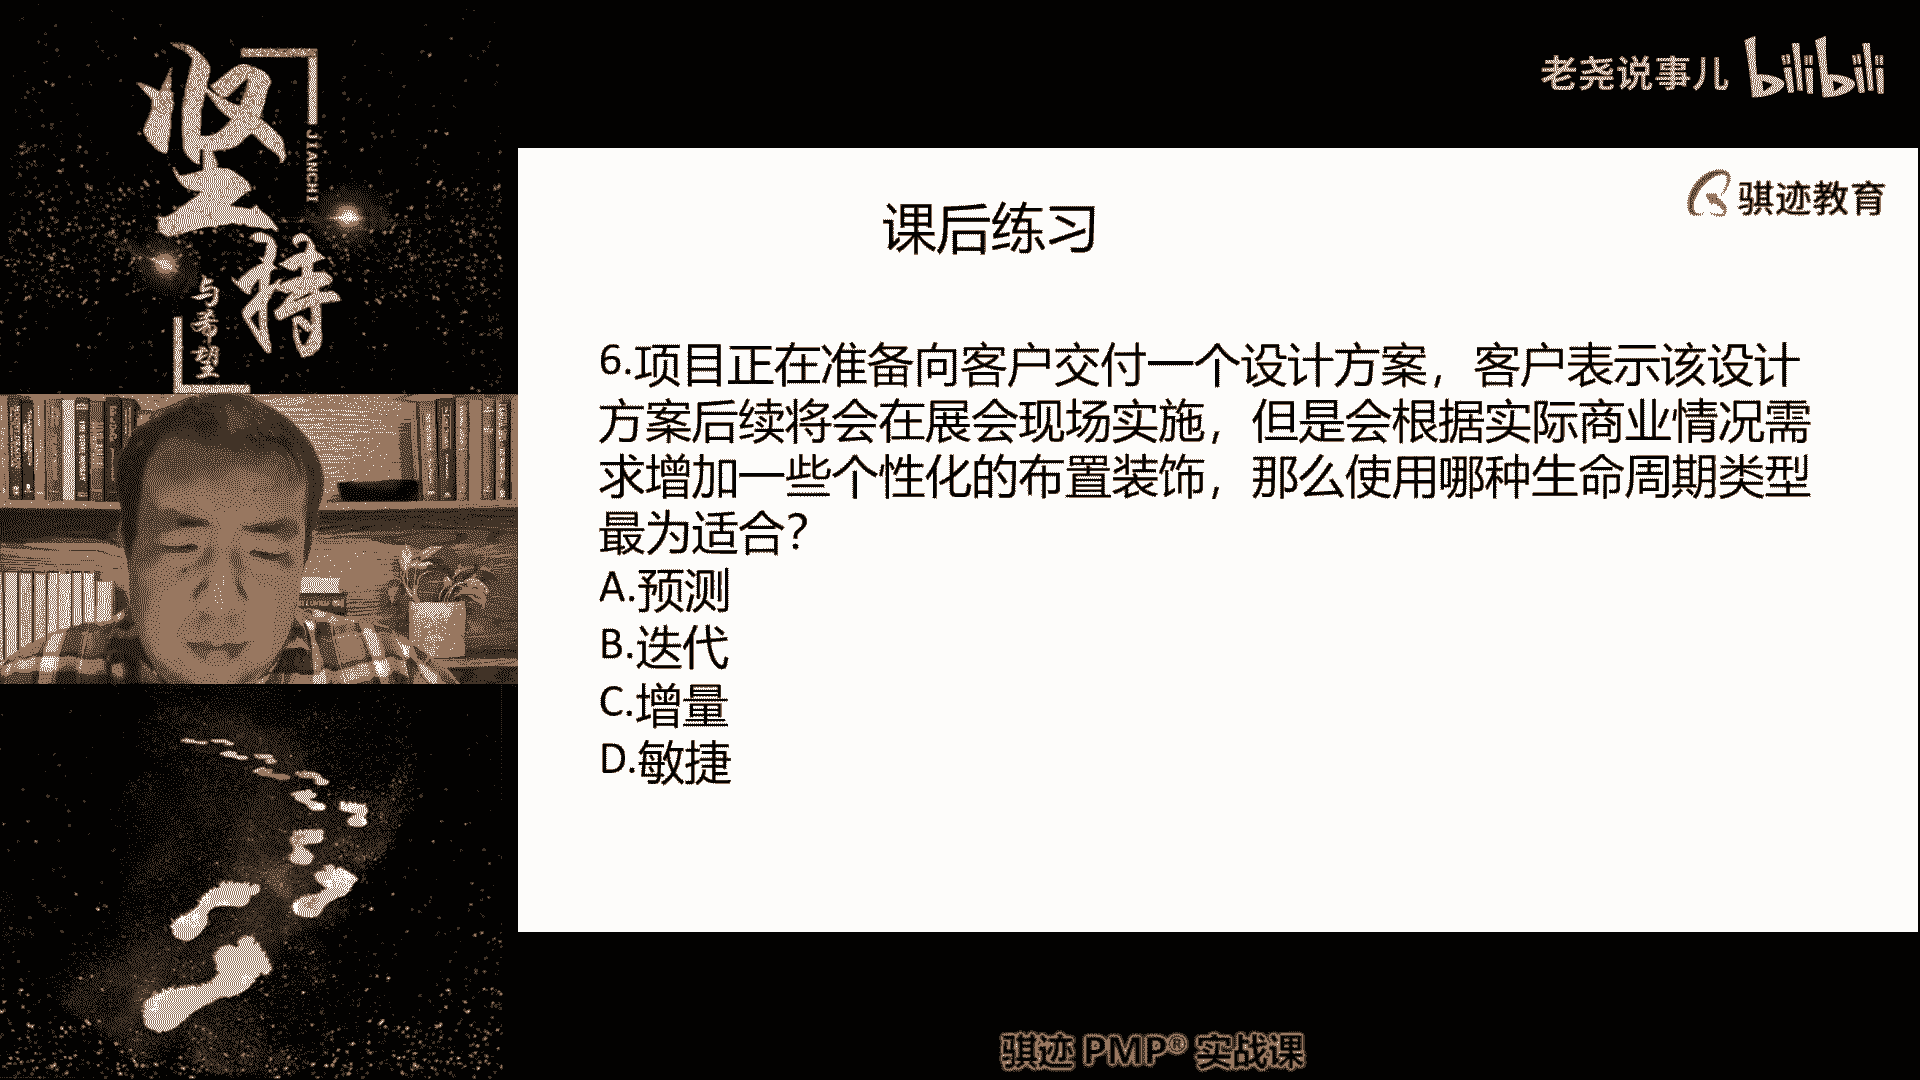 坚持
JIANCHI
与希望
老尧说事儿 bilibili
骐迹教育
课后练习
6.项目正在准备向客户交付一个设计方案，客户表示该设计
方案后续将会在展会现场实施，但是会根据实际商业情况需
求增加一些个性化的布置装饰，那么使用哪种生命周期类型
最为适合？
A.预测
B.迭代
C.增量
D.敏捷
骐迹 PMP® 实战课